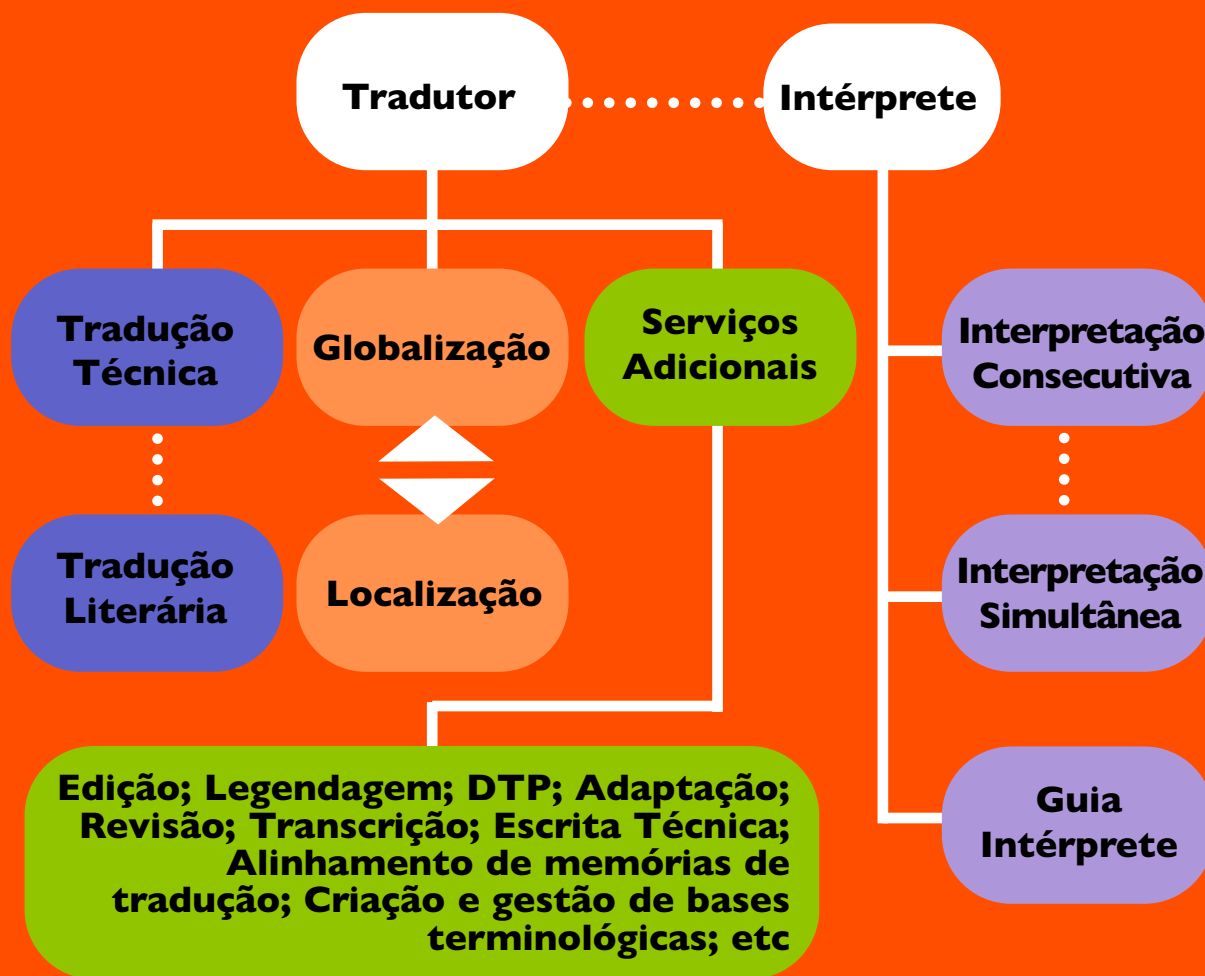 Tradutor
Intérprete
Tradução
Técnica
Globalização
Serviços
Adicionais
Interpretação
Consecutiva
Tradução
Literária
Localização
Interpretação
Simultânea
Edição; Legendagem; DTP; Adaptação;
Revisão; Transcrição; Escrita Técnica;
Alinhamento de memórias de
tradução; Criação e gestão de bases
terminológicas; etc
Guia
Intérprete